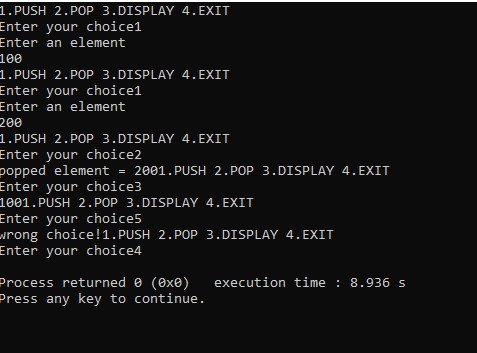 1.PUSH 2.POP 3.DISPLAY 4.EXIT
Enter your choice1
Enter an element
100
1.PUSH 2.POP 3.DISPLAY 4.EXIT
Enter your choice1
Enter an element
200
1.PUSH 2.POP 3.DISPLAY 4.EXIT
Enter your choice2
popped element = 2001.PUSH 2.POP 3.DISPLAY 4.EXIT
Enter your choice3
1001.PUSH 2.POP 3.DISPLAY 4.EXIT
Enter your choice5
wrong choice!1.PUSH 2.POP 3.DISPLAY 4.EXIT
Enter your choice4
Process returned 0 (0x0)   execution time : 8.936 s
Press any key to continue.